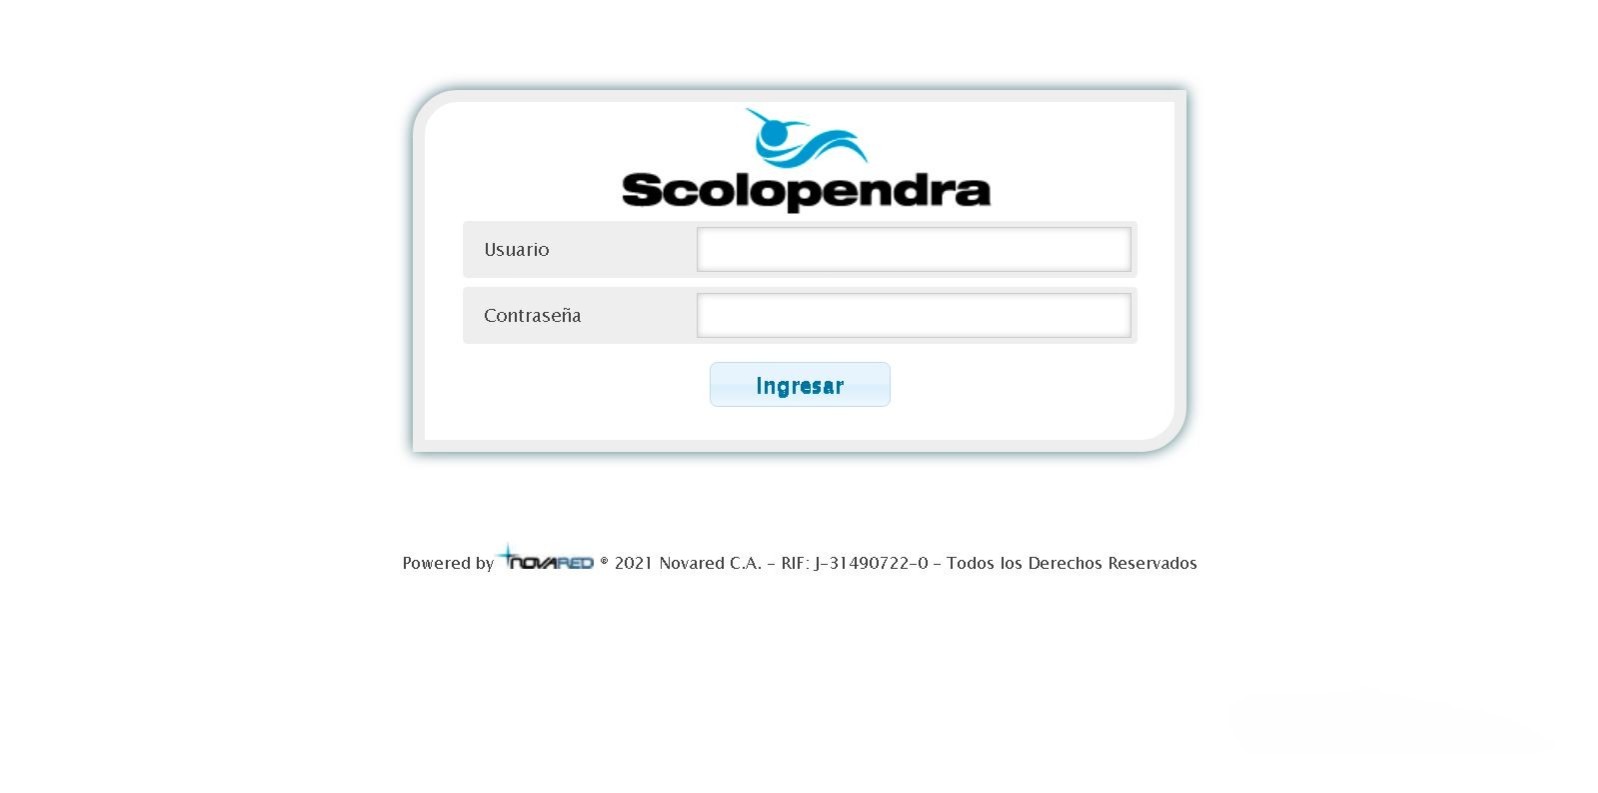 Scolopendra
Usuario
Contraseña
Ingresar
Powered by NOVARED ® 2021 Novared C.A. - RIF: J-31490722-0 - Todos los Derechos Reservados